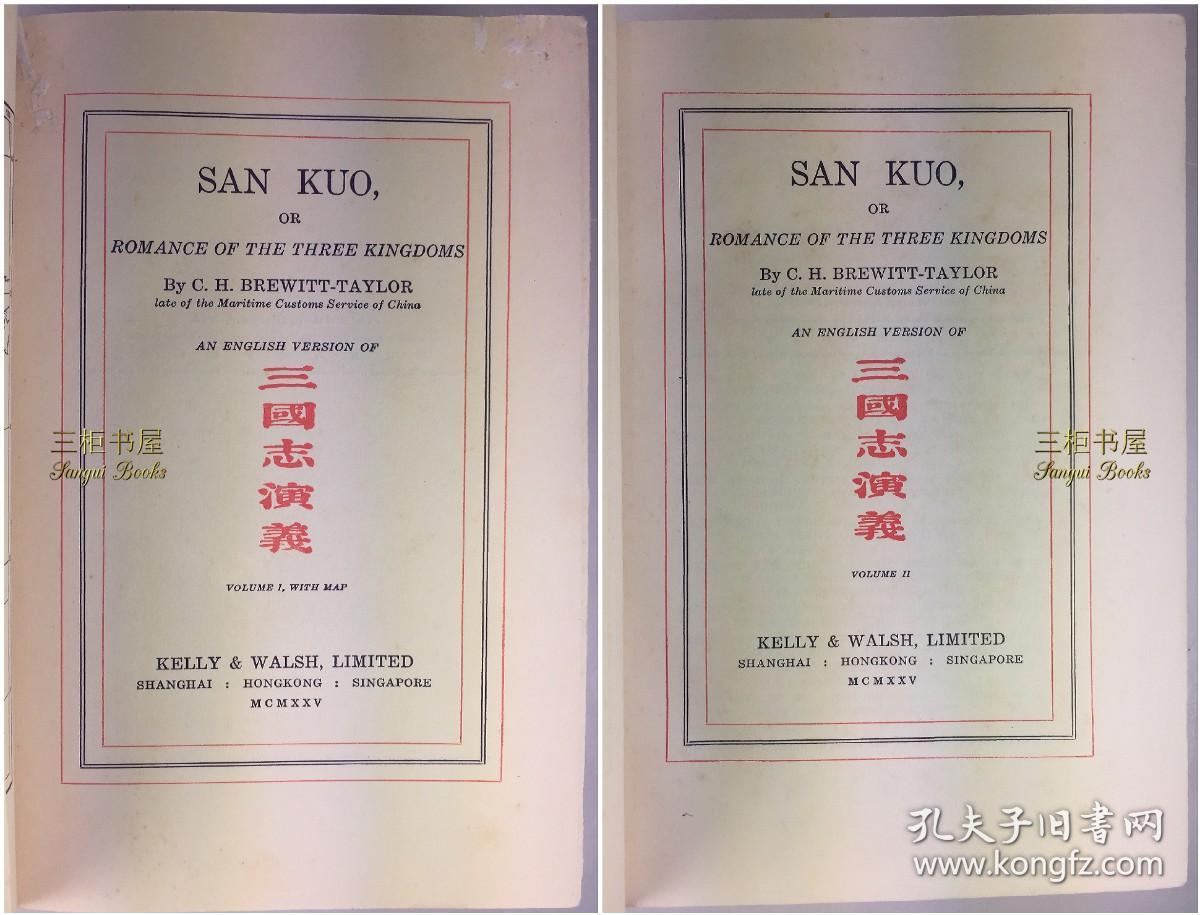 SAN KUO,
OR
ROMANCE OF THE THREE KINGDOMS
By C. H. BREWITT-TAYLOR
late of the Maritime Customs Service of China
AN ENGLISH VERSION OF
三
國
志
演
義
VOLUME I, WITH MAP
KELLY & WALSH, LIMITED
SHANGHAI : HONGKONG : SINGAPORE
MCMXXV
三柜书屋
Sangui Books
SAN KUO,
OR
ROMANCE OF THE THREE KINGDOMS
By C. H. BREWITT-TAYLOR
late of the Maritime Customs Service of China
AN ENGLISH VERSION OF
三
國
志
演
義
VOLUME II
KELLY & WALSH, LIMITED
SHANGHAI : HONGKONG : SINGAPORE
MCMXXV
三柜书屋
Sangui Books
孔夫子旧書网
www.kongfz.com